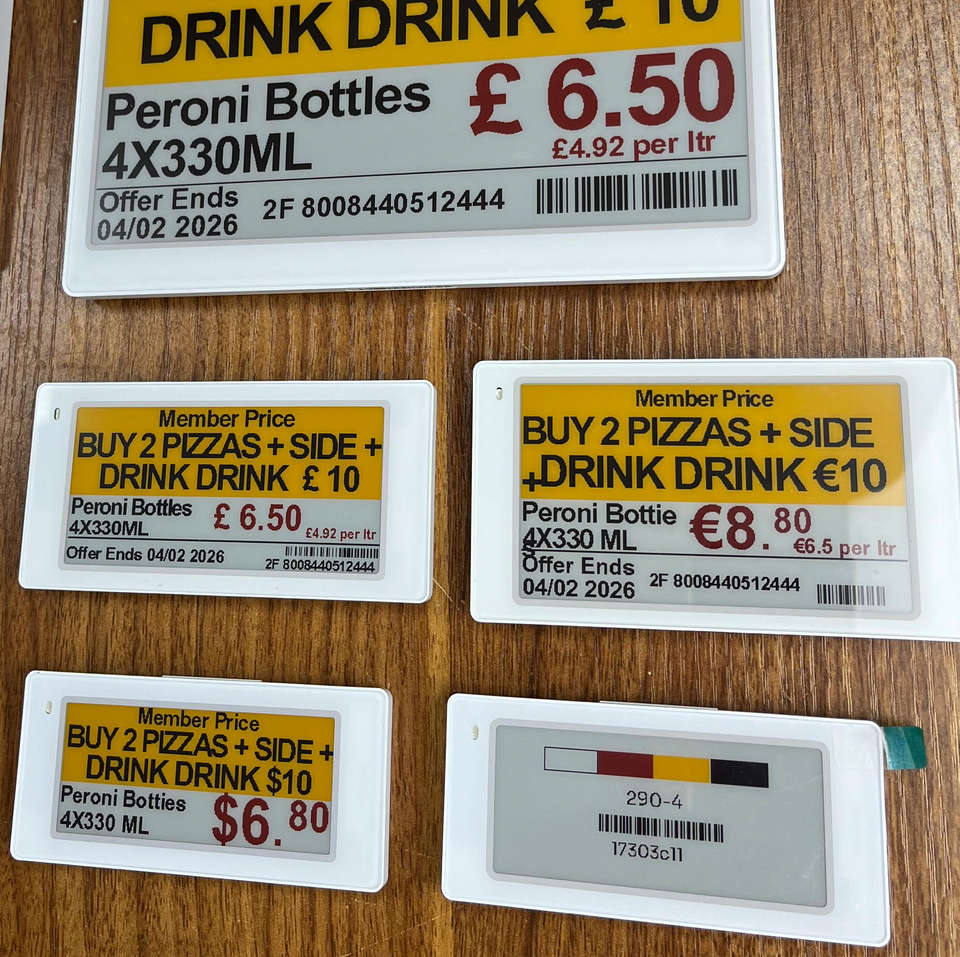 DRINK DRINK £ 10
Peroni Bottles
£ 6.50
4X330ML
£4.92 per ltr
Offer Ends
04/02 2026
2F 8008440512444
Member Price
BUY 2 PIZZAS + SIDE +
DRINK DRINK £ 10
Peroni Bottles
4X330ML
£ 6.50
£4.92 per ltr
Offer Ends 04/02 2026
2F 8008440512444
Member Price
BUY 2 PIZZAS + SIDE
+DRINK DRINK €10
Peroni Bottie
4X330 ML
s
€8.80
€6.5 per ltr
Offer Ends
04/02 2026
2F 8008440512444
Member Price
BUY 2 PIZZAS + SIDE +
DRINK DRINK $10
Peroni Botties
4X330 ML
$6.80
290-4
17303c11